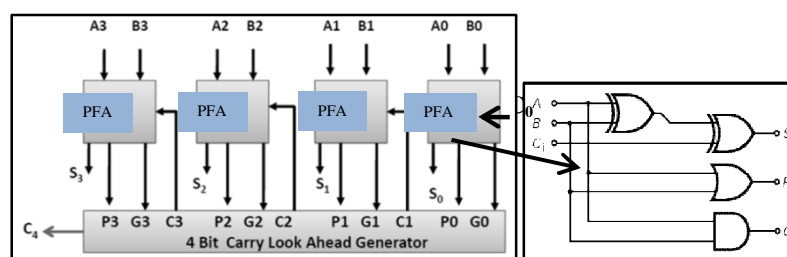 A3 B3 A2 B2 A1 B1 A0 B0
PFA PFA PFA PFA 0
A
B
C i
S
S3 S2 S1 S0
P3 G3 C3 P2 G2 C2 P1 G1 C1 P0 G0
C4
4 Bit Carry Look Ahead Generator